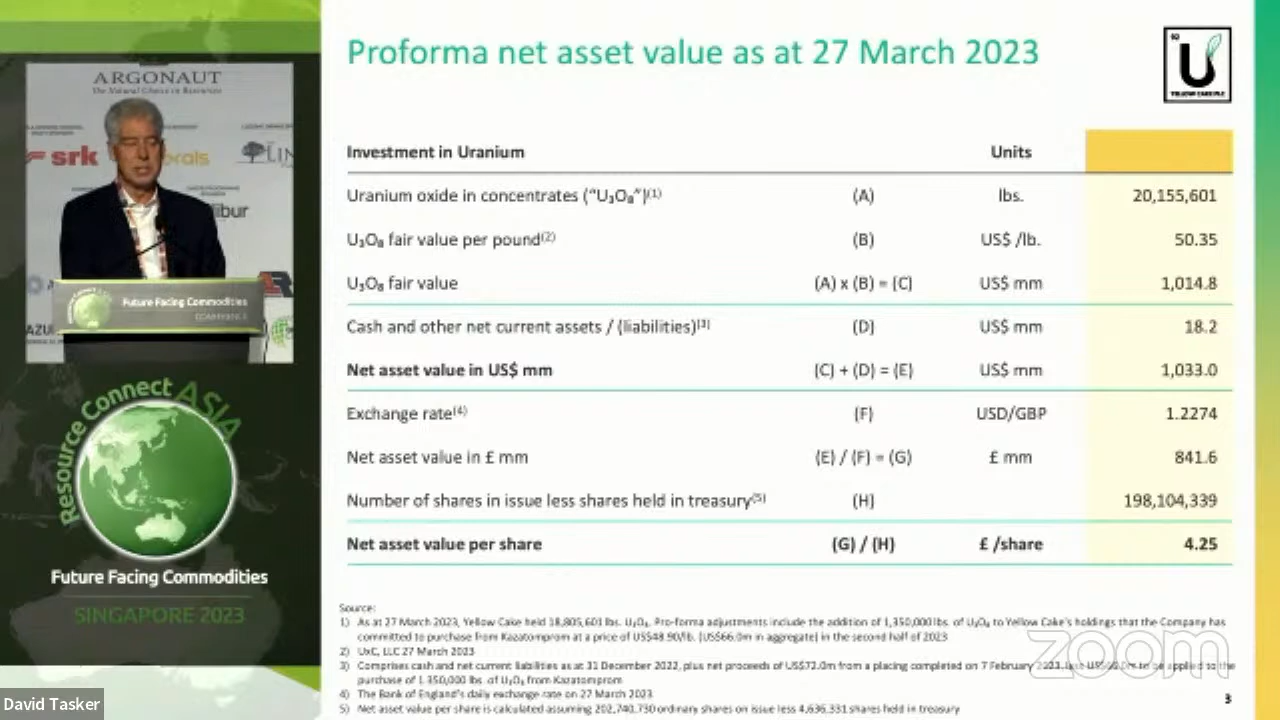 Proforma net asset value as at 27 March 2023
92
U
YELLOW CAKE PLC
ARGONAUT
The Natural Choice in Resources
srk
Investment in Uranium Units
Uranium oxide in concentrates (“U₃O₈”)⁽¹⁾ (A) lbs. 20,155,601
U₃O₈ fair value per pound⁽²⁾ (B) US$ /lb. 50.35
U₃O₈ fair value (A) x (B) = (C) US$ mm 1,014.8
Cash and other net current assets / (liabilities)⁽³⁾ (D) US$ mm 18.2
Net asset value in US$ mm (C) + (D) = (E) US$ mm 1,033.0
Exchange rate⁽⁴⁾ (F) USD/GBP 1.2274
Net asset value in £ mm (E) / (F) = (G) £ mm 841.6
Number of shares in issue less shares held in treasury⁽⁵⁾ (H) 198,104,339
Net asset value per share (G) / (H) £ /share 4.25
Future Facing Commodities
CONFERENCE
Resource Connect ASIA
Future Facing Commodities
SINGAPORE 2023
Source:
1) As at 27 March 2023, Yellow Cake held 18,805,601 lbs. U₃O₈. Pro-forma adjustments include the addition of 1,350,000 lbs. of U₃O₈ to Yellow Cake's holdings that the Company has
committed to purchase from Kazatomprom at a price of US$48.90/lb. (US$66.0m in aggregate) in the second half of 2023
2) UxC, LLC 27 March 2023
3) Comprises cash and net current liabilities as at 31 December 2022, plus net proceeds of US$72.0m from a placing completed on 7 February 2023, to be applied to the
purchase of 1 350,000 lbs. of U₃O₈ from Kazatomprom
4) The Bank of England's daily exchange rate on 27 March 2023
5) Net asset value per share is calculated assuming 202,740,730 ordinary shares on issue less 4,636,331 shares held in treasury
zoom
3
David Tasker